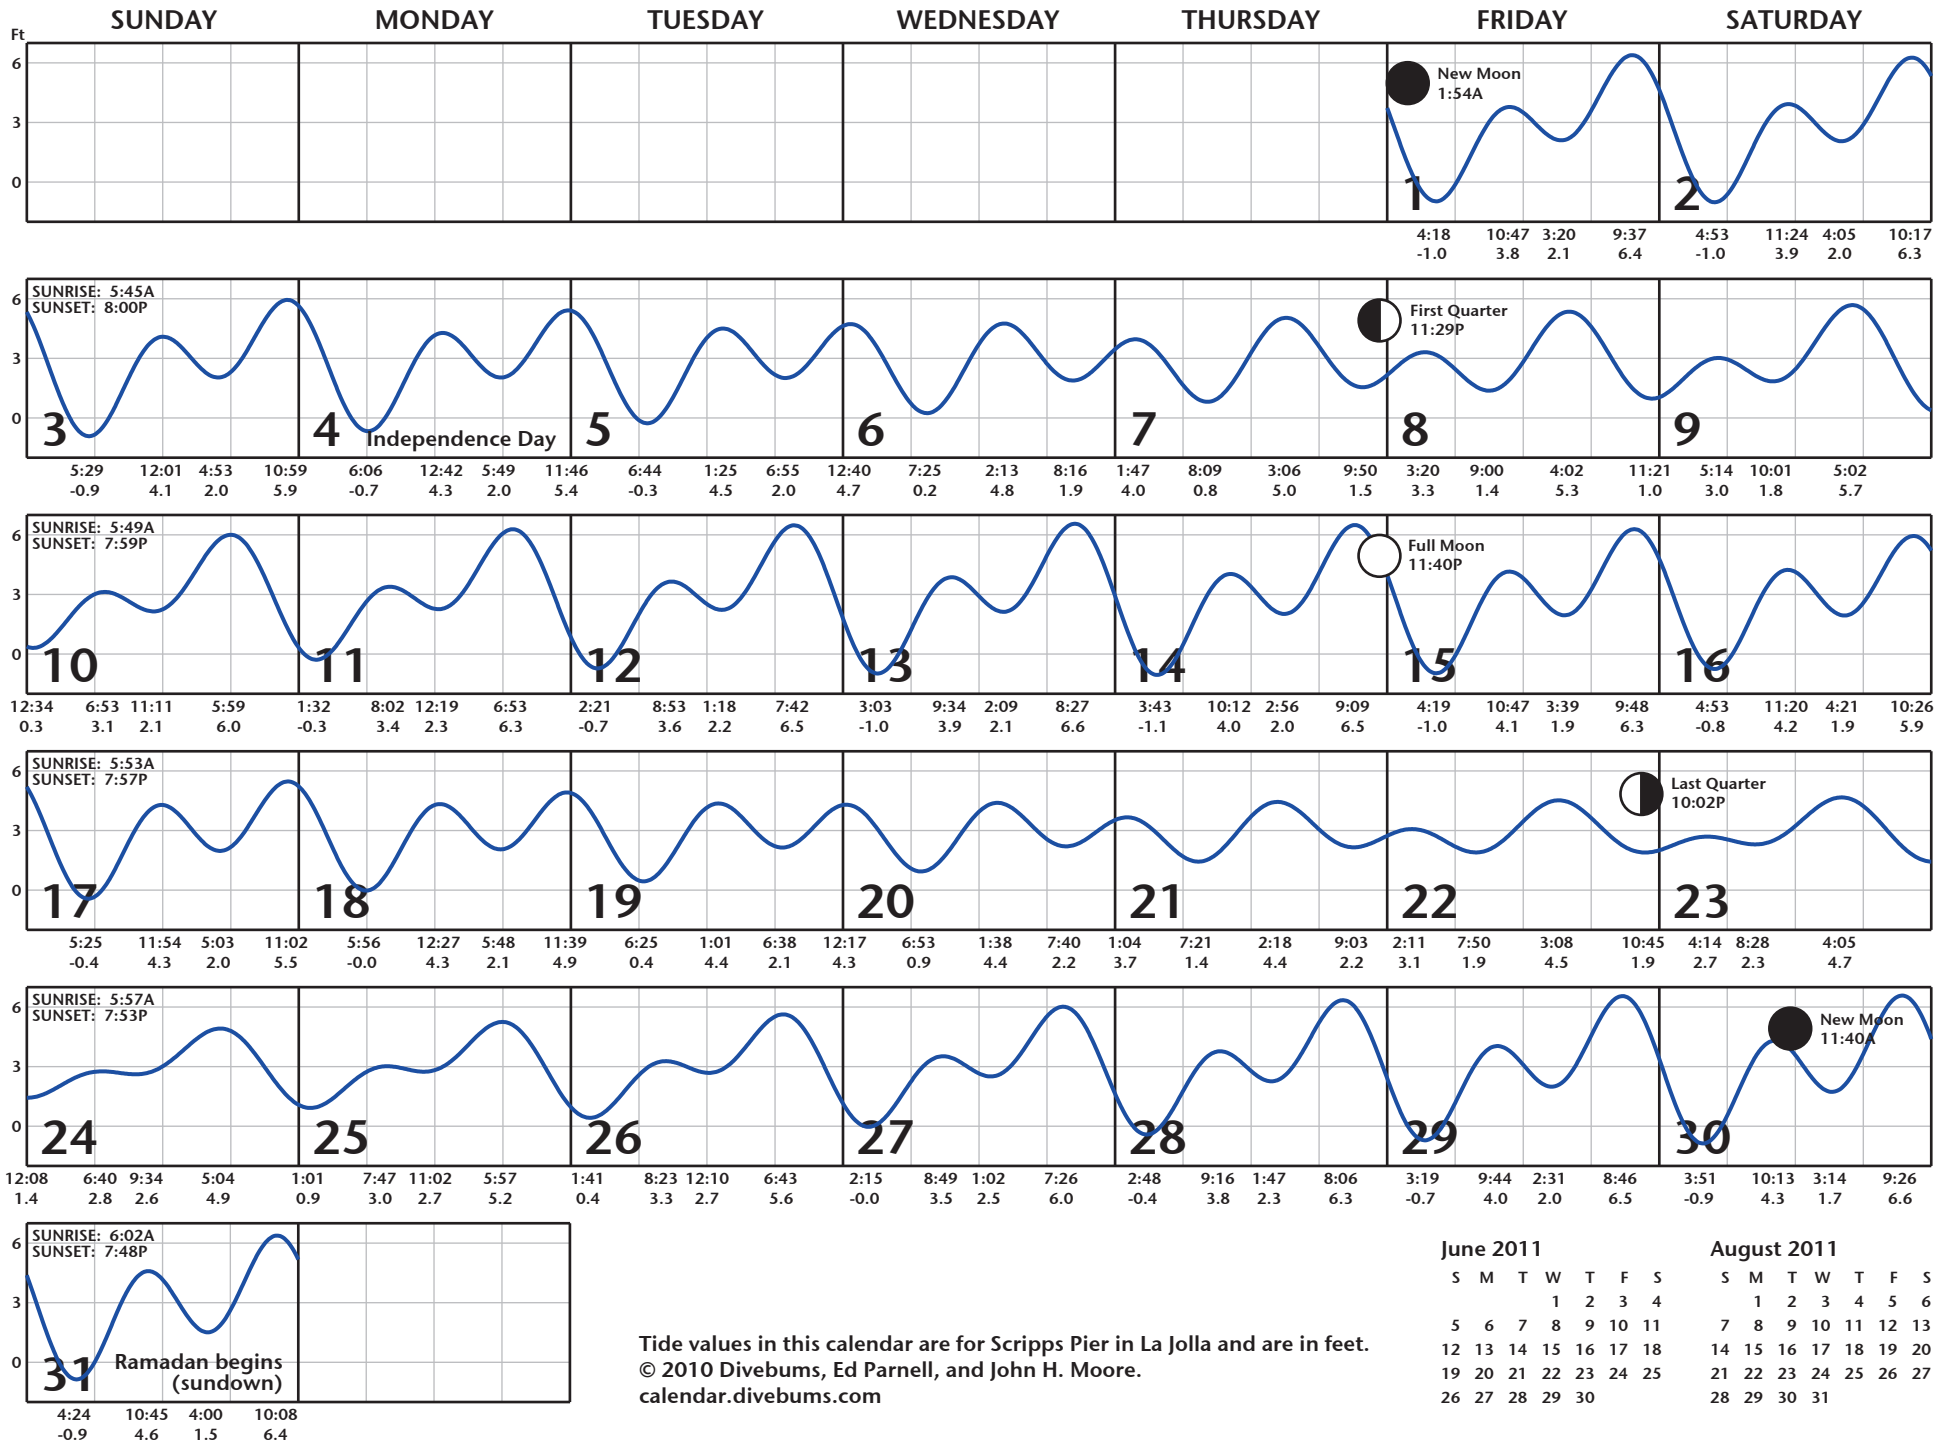 SUNDAY MONDAY TUESDAY WEDNESDAY THURSDAY FRIDAY SATURDAY
Ft
6
3
0
New Moon
1:54A
1 2
4:18 10:47 3:20 9:37 4:53 11:24 4:05 10:17
-1.0 3.8 2.1 6.4 -1.0 3.9 2.0 6.3
SUNRISE: 5:45A
SUNSET: 8:00P
First Quarter
11:29P
6
3
0
3 4 Independence Day 5 6 7 8 9
5:29 12:01 4:53 10:59 6:06 12:42 5:49 11:46 6:44 1:25 6:55 12:40 7:25 2:13 8:16 1:47 8:09 3:06 9:50 3:20 9:00 4:02 11:21 5:14 10:01 5:02
-0.9 4.1 2.0 5.9 -0.7 4.3 2.0 5.4 -0.3 4.5 2.0 4.7 0.2 4.8 1.9 4.0 0.8 5.0 1.5 3.3 1.4 5.3 1.0 3.0 1.8 5.7
SUNRISE: 5:49A
SUNSET: 7:59P
Full Moon
11:40P
6
3
0
10 11 12 13 14 15 16
12:34 6:53 11:11 5:59 1:32 8:02 12:19 6:53 2:21 8:53 1:18 7:42 3:03 9:34 2:09 8:27 3:43 10:12 2:56 9:09 4:19 10:47 3:39 9:48 4:53 11:20 4:21 10:26
0.3 3.1 2.1 6.0 -0.3 3.4 2.3 6.3 -0.7 3.6 2.2 6.5 -1.0 3.9 2.1 6.6 -1.1 4.0 2.0 6.5 -1.0 4.1 1.9 6.3 -0.8 4.2 1.9 5.9
SUNRISE: 5:53A
SUNSET: 7:57P
Last Quarter
10:02P
6
3
0
17 18 19 20 21 22 23
5:25 11:54 5:03 11:02 5:56 12:27 5:48 11:39 6:25 1:01 6:38 12:17 6:53 1:38 7:40 1:04 7:21 2:18 9:03 2:11 7:50 3:08 10:45 4:14 8:28 4:05
-0.4 4.3 2.0 5.5 -0.0 4.3 2.1 4.9 0.4 4.4 2.1 4.3 0.9 4.4 2.2 3.7 1.4 4.4 2.2 3.1 1.9 4.5 1.9 2.7 2.3 4.7
SUNRISE: 5:57A
SUNSET: 7:53P
New Moon
11:40A
6
3
0
24 25 26 27 28 29 30
12:08 6:40 9:34 5:04 1:01 7:47 11:02 5:57 1:41 8:23 12:10 6:43 2:15 8:49 1:02 7:26 2:48 9:16 1:47 8:06 3:19 9:44 2:31 8:46 3:51 10:13 3:14 9:26
1.4 2.8 2.6 4.9 0.9 3.0 2.7 5.2 0.4 3.3 2.7 5.6 -0.0 3.5 2.5 6.0 -0.4 3.8 2.3 6.3 -0.7 4.0 2.0 6.5 -0.9 4.3 1.7 6.6
SUNRISE: 6:02A
SUNSET: 7:48P
6
3
0
31 Ramadan begins
(sundown)
4:24 10:45 4:00 10:08
-0.9 4.6 1.5 6.4
Tide values in this calendar are for Scripps Pier in La Jolla and are in feet.
© 2010 Divebums, Ed Parnell, and John H. Moore.
calendar.divebums.com
June 2011
S M T W T F S
1 2 3 4
5 6 7 8 9 10 11
12 13 14 15 16 17 18
19 20 21 22 23 24 25
26 27 28 29 30
August 2011
S M T W T F S
1 2 3 4 5 6
7 8 9 10 11 12 13
14 15 16 17 18 19 20
21 22 23 24 25 26 27
28 29 30 31